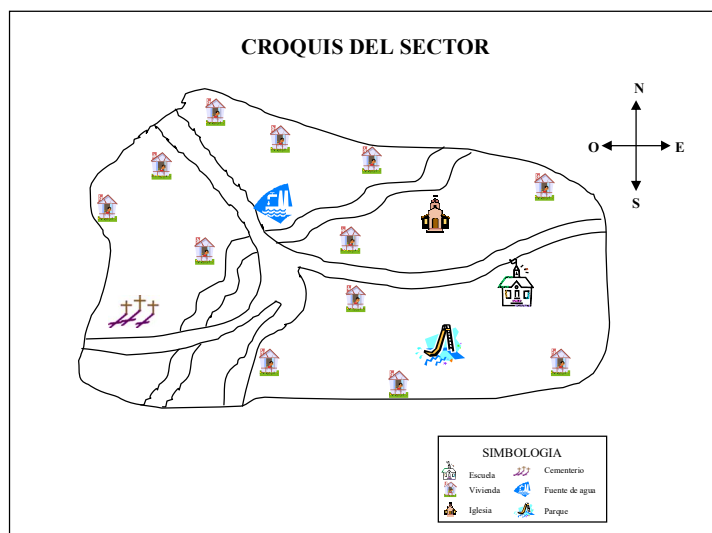 CROQUIS DEL SECTOR
N
O E
S
SIMBOLOGIA
Escuela Cementerio
Vivienda Fuente de agua
Iglesia Parque